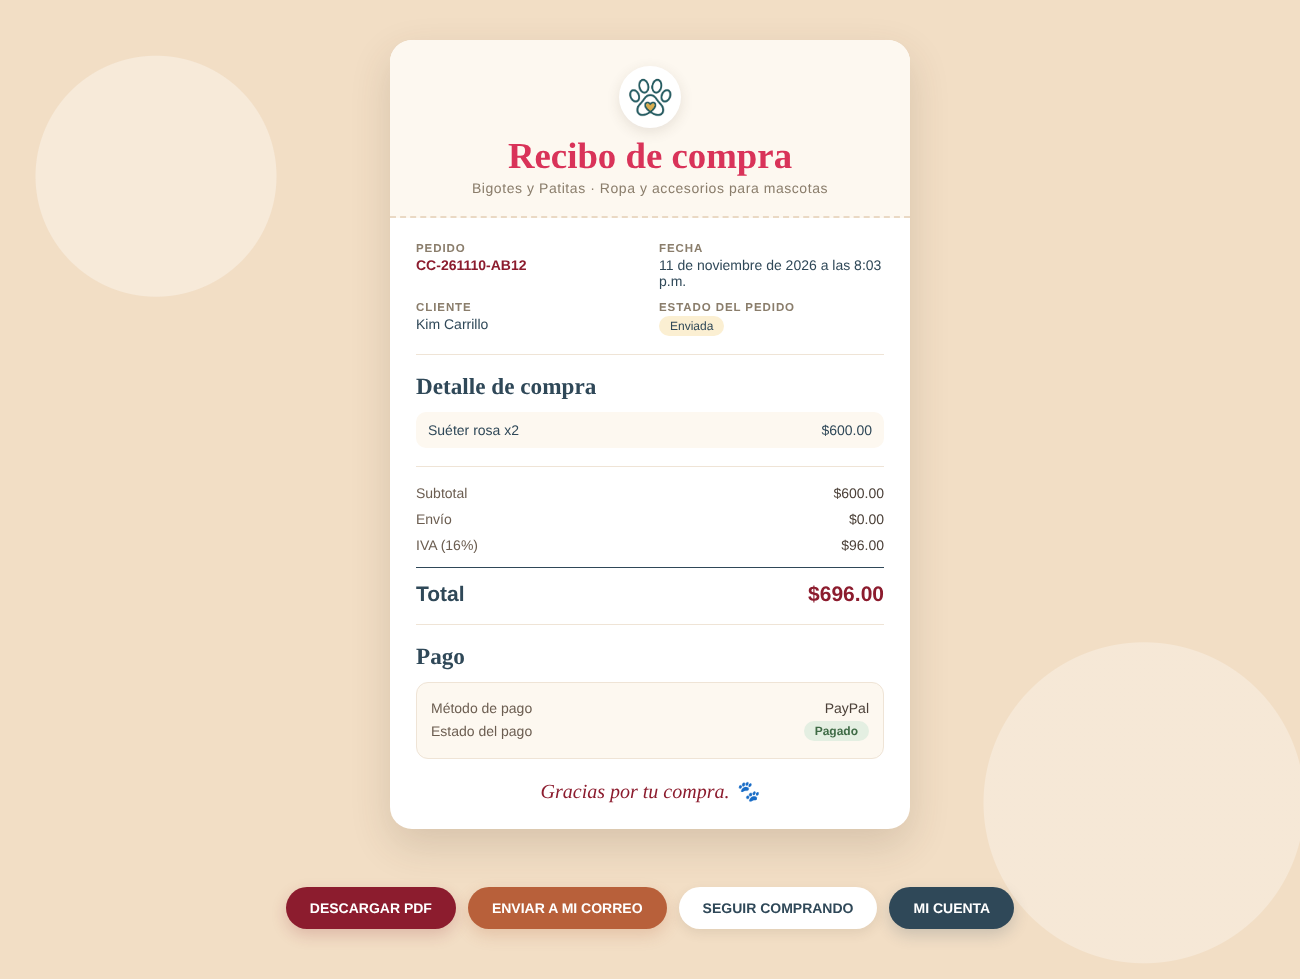 Recibo de compra
Bigotes y Patitas · Ropa y accesorios para mascotas
PEDIDO
CC-261110-AB12
FECHA
11 de noviembre de 2026 a las 8:03
p.m.
CLIENTE
Kim Carrillo
ESTADO DEL PEDIDO
Enviada
Detalle de compra
Suéter rosa x2 $600.00
Subtotal $600.00
Envío $0.00
IVA (16%) $96.00
Total $696.00
Pago
Método de pago PayPal
Estado del pago Pagado
Gracias por tu compra. 🐾
DESCARGAR PDF ENVIAR A MI CORREO SEGUIR COMPRANDO MI CUENTA